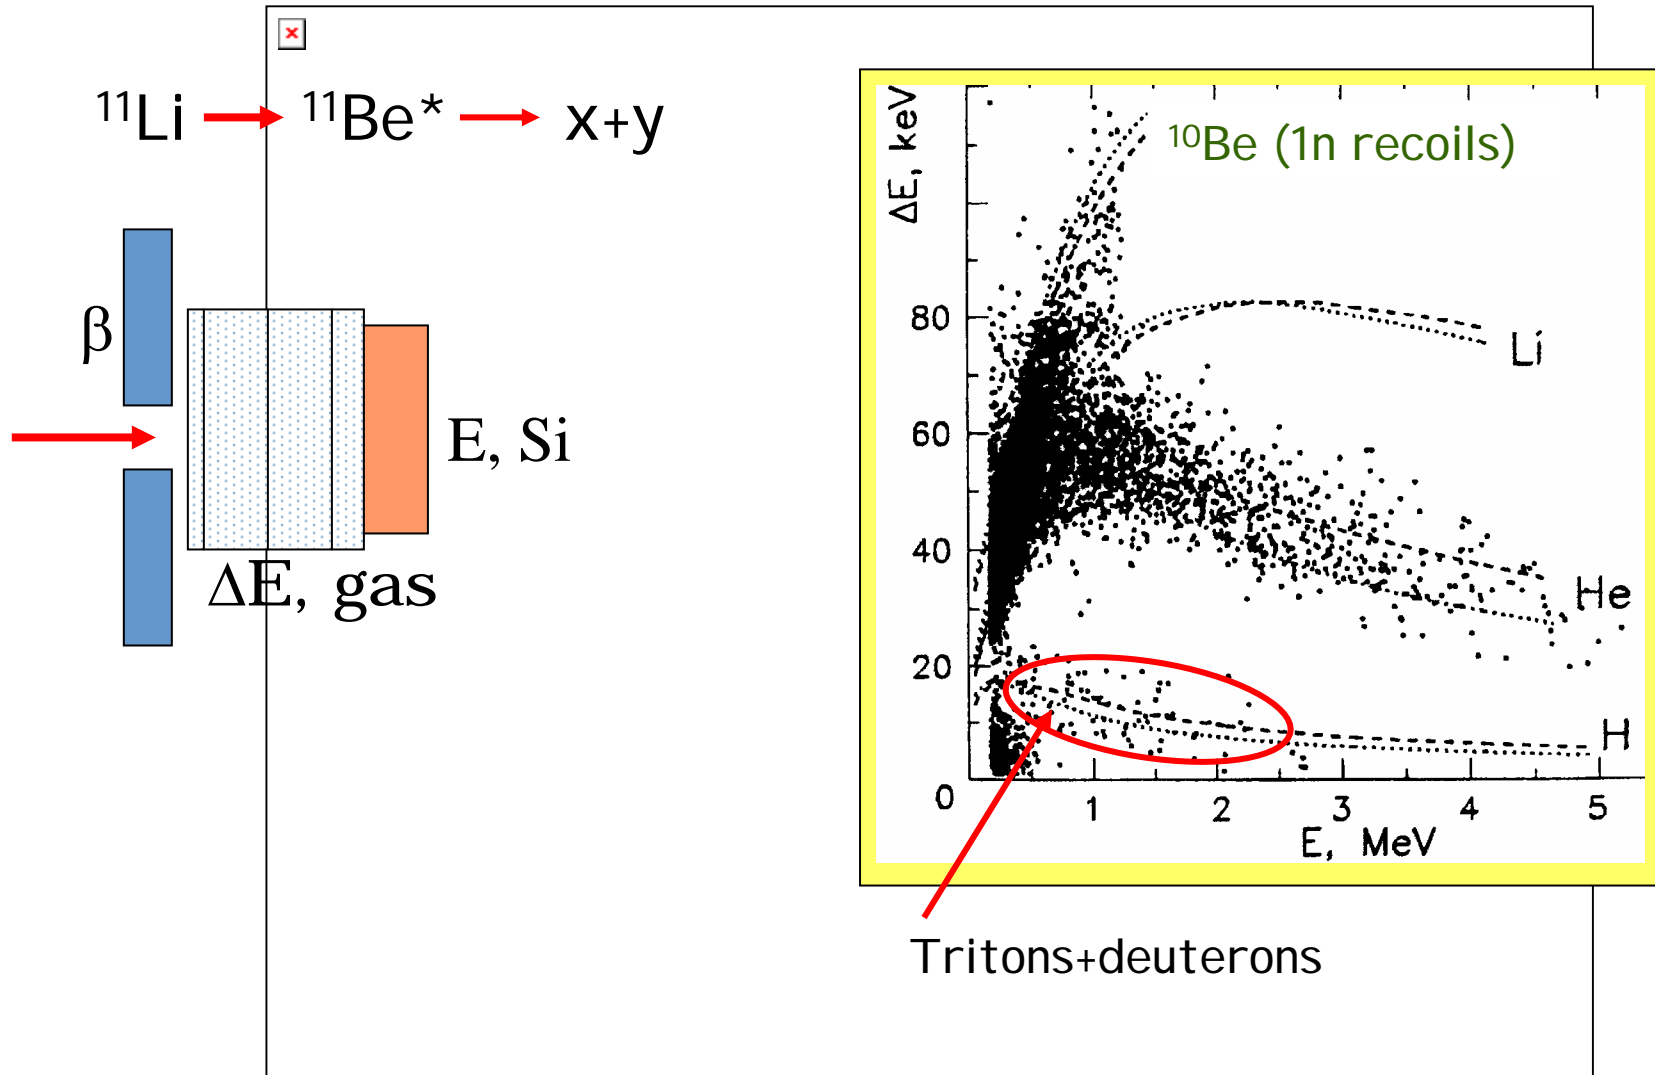 ¹¹Li → ¹¹Be* → x+y
β
E, Si
ΔE, gas
ΔE, keV
¹⁰Be (1n recoils)
80
60
40
20
0
Li
He
H
1 2 3 4 5
E, MeV
Tritons+deuterons